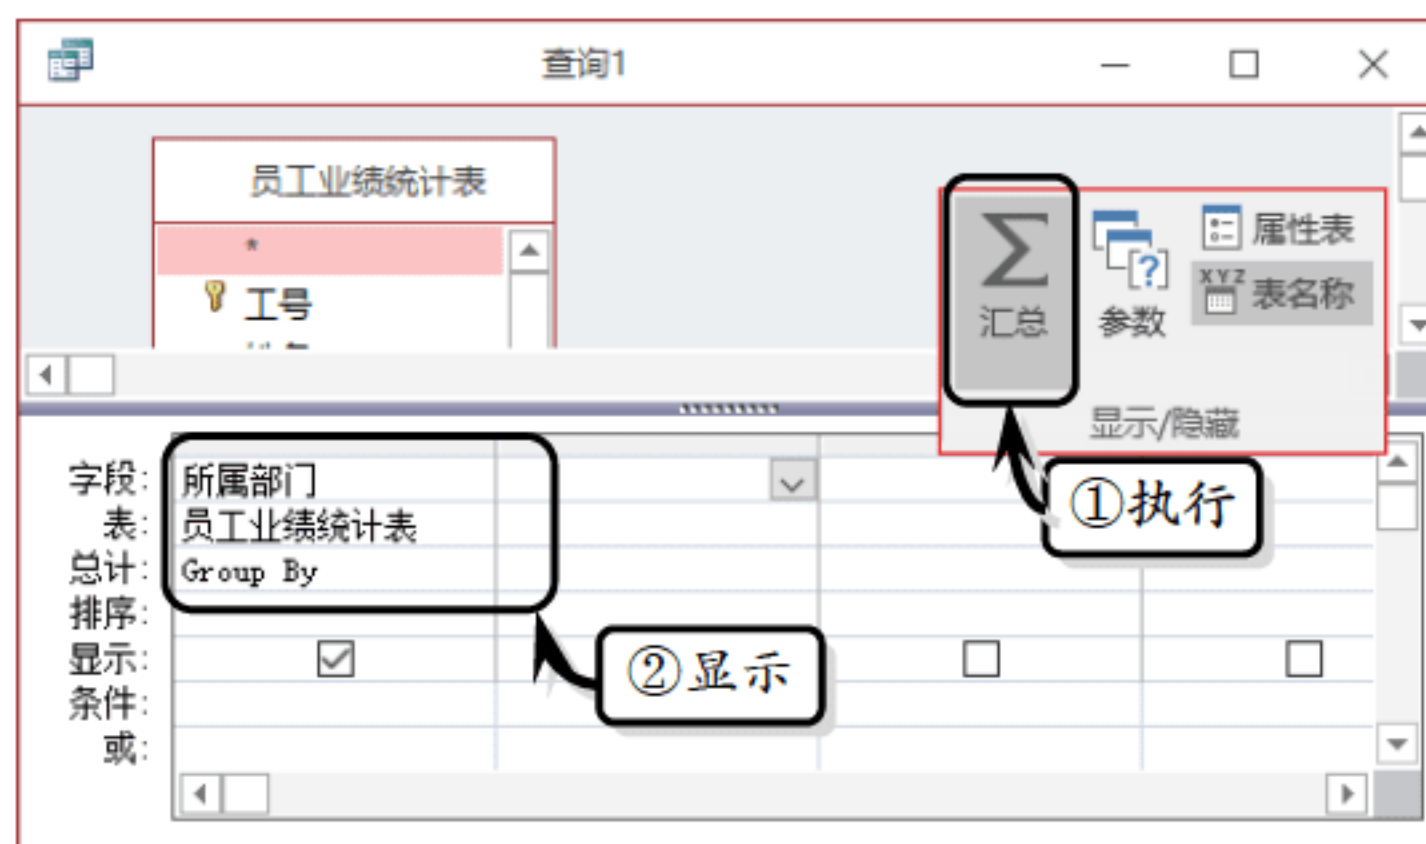 查询1
员工业绩统计表
*
工号
Σ
汇总
参数
[?]
属性表
XYZ
表名称
显示/隐藏
①执行
字段: 所属部门
表: 员工业绩统计表
总计: Group By
排序:
显示:
②显示
条件:
或: